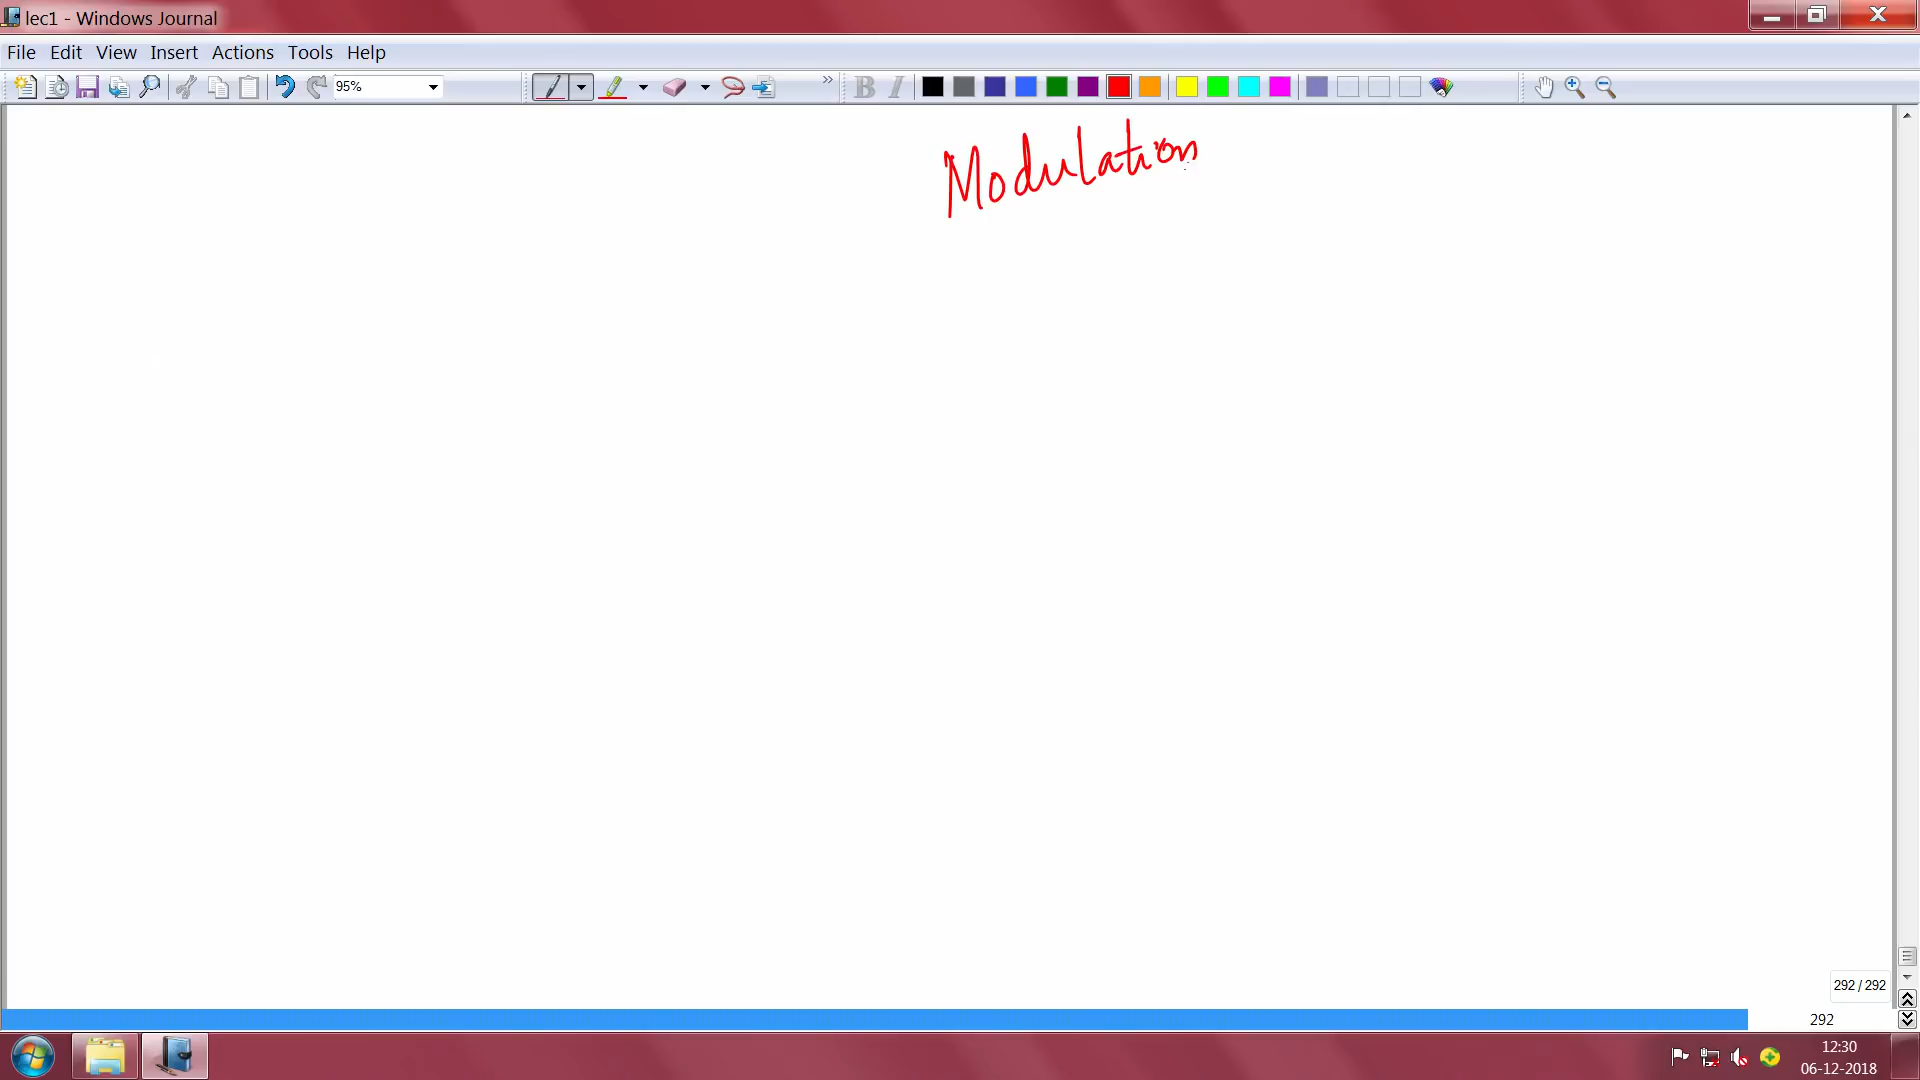 lec1 - Windows Journal
File Edit View Insert Actions Tools Help
95%
B I
Modulation
292 / 292
292
12:30
06-12-2018